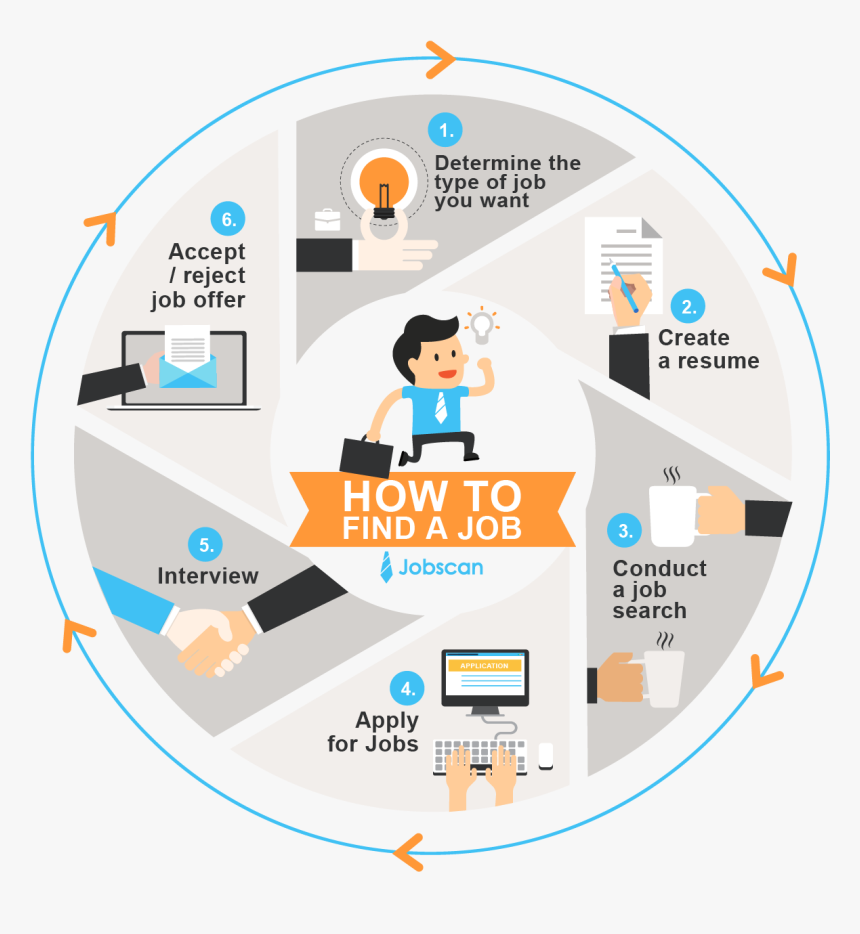 1.
Determine the
type of job
you want
2.
Create
a resume
3.
Conduct
a job
search
4.
Apply
for Jobs
APPLICATION
5.
Interview
6.
Accept
/ reject
job offer
HOW TO
FIND A JOB
Jobscan